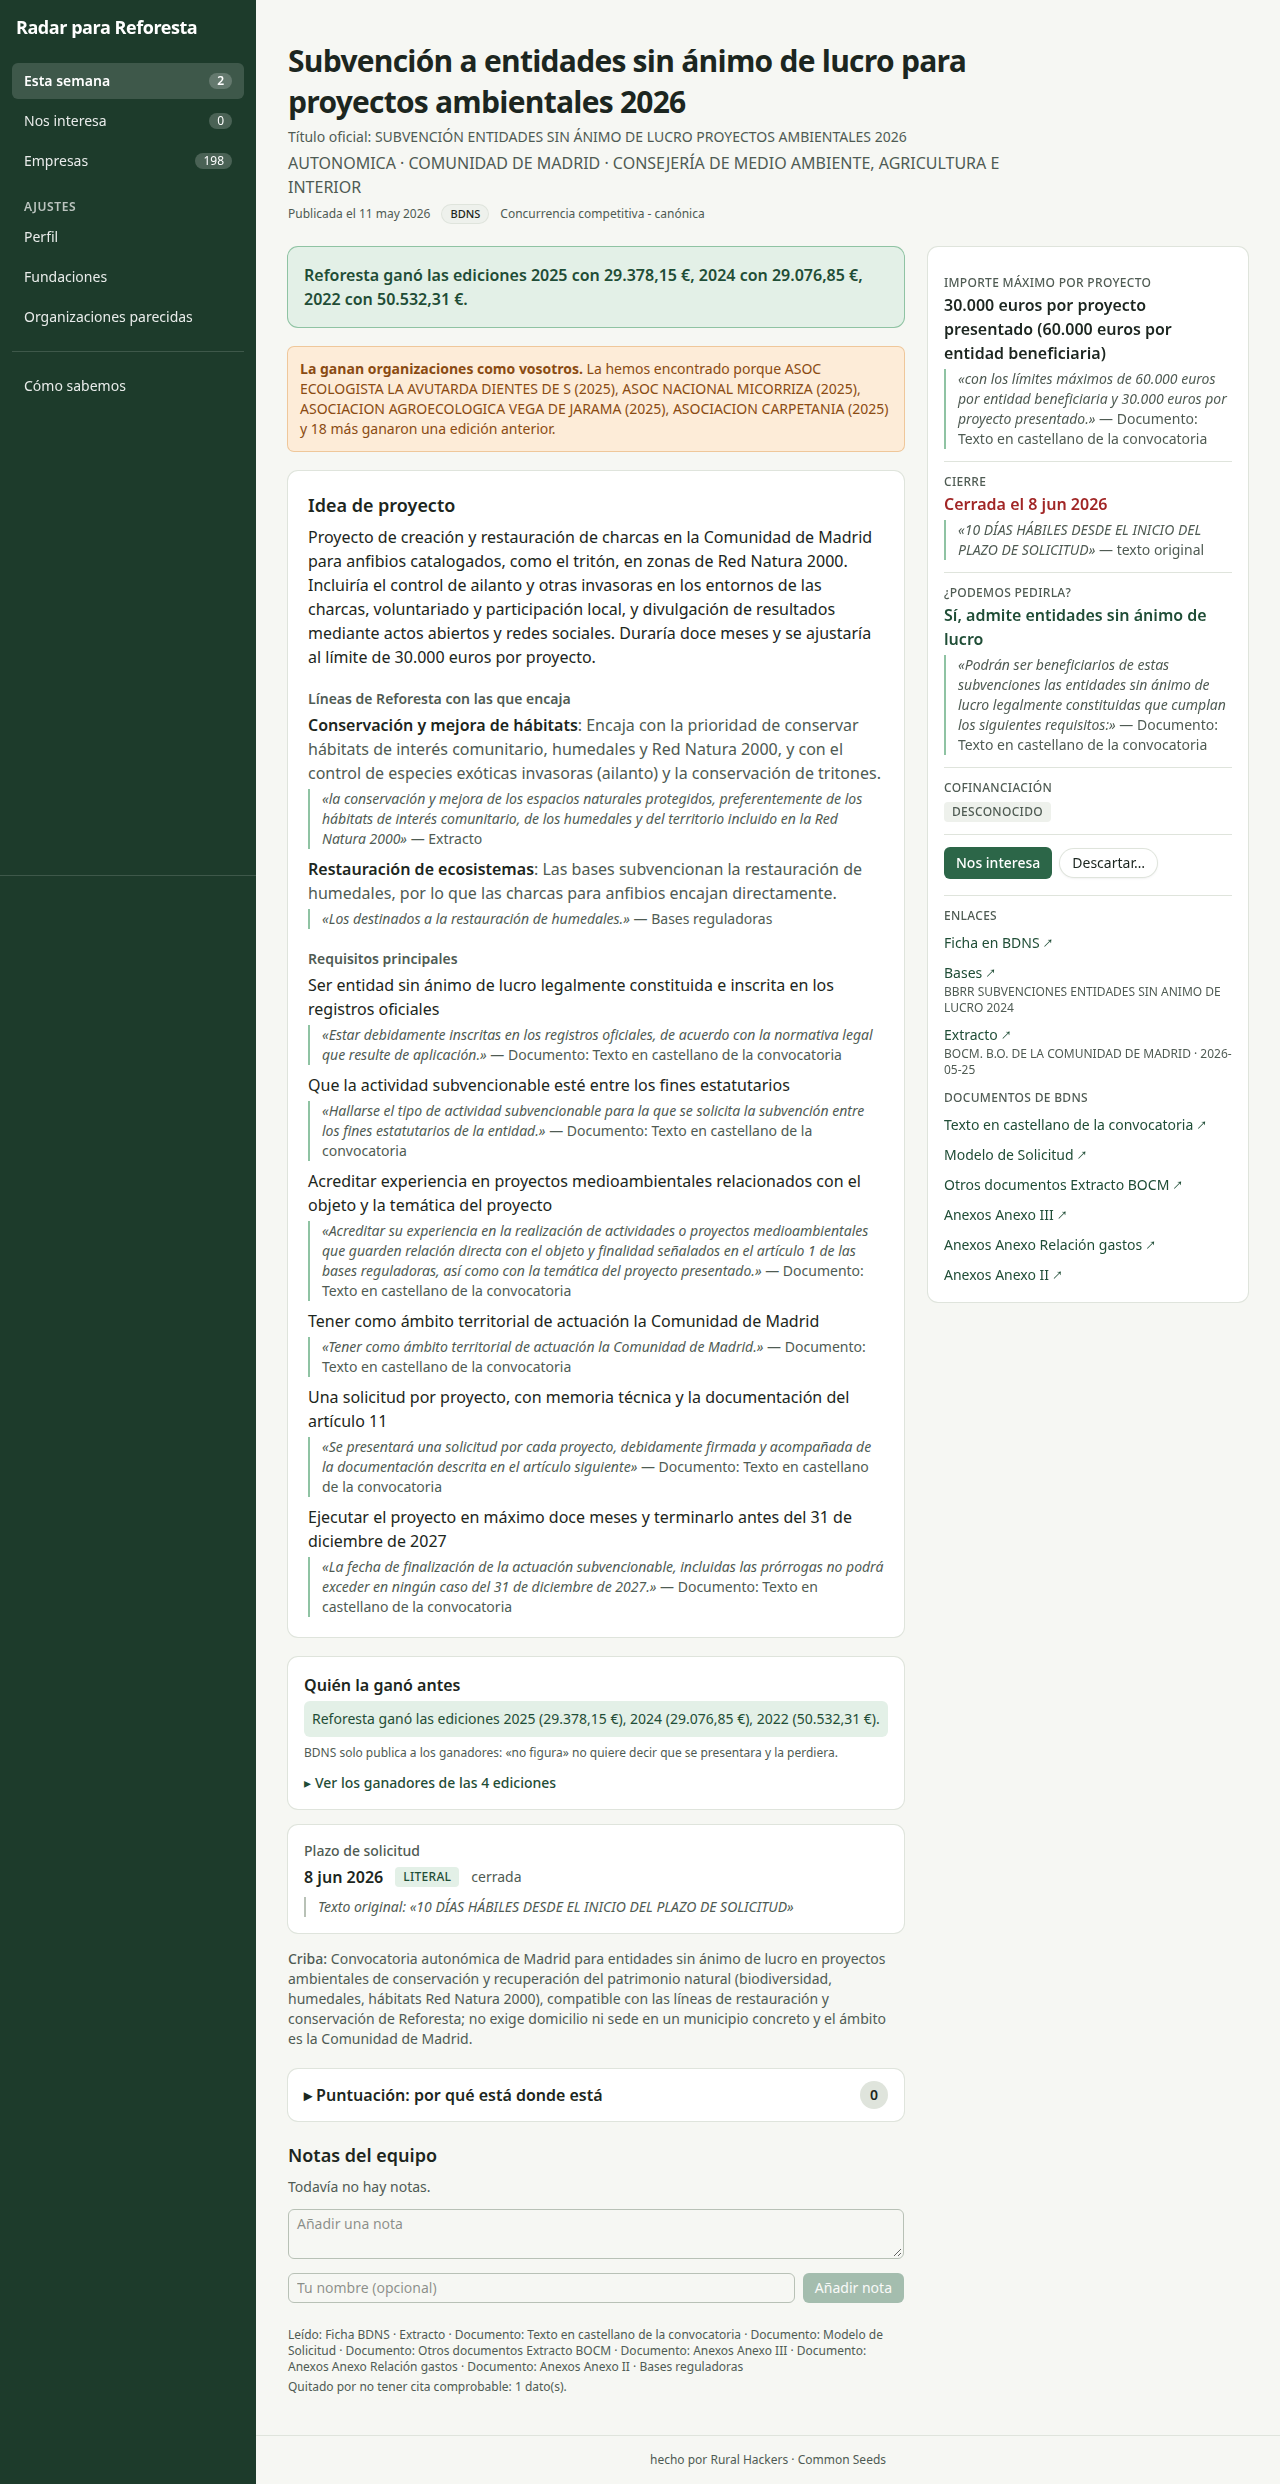 Radar para Reforesta
Esta semana 2
Nos interesa 0
Empresas 198
AJUSTES
Perfil
Fundaciones
Organizaciones parecidas
Cómo sabemos
Subvención a entidades sin ánimo de lucro para
proyectos ambientales 2026
Título oficial: SUBVENCIÓN ENTIDADES SIN ÁNIMO DE LUCRO PROYECTOS AMBIENTALES 2026
AUTONOMICA · COMUNIDAD DE MADRID · CONSEJERÍA DE MEDIO AMBIENTE, AGRICULTURA E
INTERIOR
Publicada el 11 may 2026 BDNS Concurrencia competitiva - canónica
Reforesta ganó las ediciones 2025 con 29.378,15 €, 2024 con 29.076,85 €,
2022 con 50.532,31 €.
La ganan organizaciones como vosotros. La hemos encontrado porque ASOC
ECOLOGISTA LA AVUTARDA DIENTES DE S (2025), ASOC NACIONAL MICORRIZA (2025),
ASOCIACION AGROECOLOGICA VEGA DE JARAMA (2025), ASOCIACION CARPETANIA (2025)
y 18 más ganaron una edición anterior.
Idea de proyecto
Proyecto de creación y restauración de charcas en la Comunidad de Madrid
para anfibios catalogados, como el tritón, en zonas de Red Natura 2000.
Incluiría el control de ailanto y otras invasoras en los entornos de las
charcas, voluntariado y participación local, y divulgación de resultados
mediante actos abiertos y redes sociales. Duraría doce meses y se ajustaría
al límite de 30.000 euros por proyecto.
Líneas de Reforesta con las que encaja
Conservación y mejora de hábitats: Encaja con la prioridad de conservar
hábitats de interés comunitario, humedales y Red Natura 2000, y con el
control de especies exóticas invasoras (ailanto) y la conservación de tritones.
«la conservación y mejora de los espacios naturales protegidos, preferentemente de los
hábitats de interés comunitario, de los humedales y del territorio incluido en la Red
Natura 2000» — Extracto
Restauración de ecosistemas: Las bases subvencionan la restauración de
humedales, por lo que las charcas para anfibios encajan directamente.
«Los destinados a la restauración de humedales.» — Bases reguladoras
Requisitos principales
Ser entidad sin ánimo de lucro legalmente constituida e inscrita en los
registros oficiales
«Estar debidamente inscritas en los registros oficiales, de acuerdo con la normativa legal
que resulte de aplicación.» — Documento: Texto en castellano de la convocatoria
Que la actividad subvencionable esté entre los fines estatutarios
«Hallarse el tipo de actividad subvencionable para la que se solicita la subvención entre
los fines estatutarios de la entidad.» — Documento: Texto en castellano de la
convocatoria
Acreditar experiencia en proyectos medioambientales relacionados con el
objeto y la temática del proyecto
«Acreditar su experiencia en la realización de actividades o proyectos medioambientales
que guarden relación directa con el objeto y finalidad señalados en el artículo 1 de las
bases reguladoras, así como con la temática del proyecto presentado.» — Documento:
Texto en castellano de la convocatoria
Tener como ámbito territorial de actuación la Comunidad de Madrid
«Tener como ámbito territorial de actuación la Comunidad de Madrid.» — Documento:
Texto en castellano de la convocatoria
Una solicitud por proyecto, con memoria técnica y la documentación del
artículo 11
«Se presentará una solicitud por cada proyecto, debidamente firmada y acompañada de
la documentación descrita en el artículo siguiente» — Documento: Texto en castellano
de la convocatoria
Ejecutar el proyecto en máximo doce meses y terminarlo antes del 31 de
diciembre de 2027
«La fecha de finalización de la actuación subvencionable, incluidas las prórrogas no podrá
exceder en ningún caso del 31 de diciembre de 2027.» — Documento: Texto en
castellano de la convocatoria
Quién la ganó antes
Reforesta ganó las ediciones 2025 (29.378,15 €), 2024 (29.076,85 €), 2022 (50.532,31 €).
BDNS solo publica a los ganadores: «no figura» no quiere decir que se presentara y la perdiera.
▸ Ver los ganadores de las 4 ediciones
Plazo de solicitud
8 jun 2026 LITERAL cerrada
Texto original: «10 DÍAS HÁBILES DESDE EL INICIO DEL PLAZO DE SOLICITUD»
Criba: Convocatoria autonómica de Madrid para entidades sin ánimo de lucro en proyectos
ambientales de conservación y recuperación del patrimonio natural (biodiversidad,
humedales, hábitats Red Natura 2000), compatible con las líneas de restauración y
conservación de Reforesta; no exige domicilio ni sede en un municipio concreto y el ámbito
es la Comunidad de Madrid.
▸ Puntuación: por qué está donde está 0
Notas del equipo
Todavía no hay notas.
Añadir una nota
Tu nombre (opcional) Añadir nota
Leído: Ficha BDNS · Extracto · Documento: Texto en castellano de la convocatoria · Documento: Modelo de
Solicitud · Documento: Otros documentos Extracto BOCM · Documento: Anexos Anexo III · Documento:
Anexos Anexo Relación gastos · Documento: Anexos Anexo II · Bases reguladoras
Quitado por no tener cita comprobable: 1 dato(s).
IMPORTE MÁXIMO POR PROYECTO
30.000 euros por proyecto
presentado (60.000 euros por
entidad beneficiaria)
«con los límites máximos de 60.000 euros
por entidad beneficiaria y 30.000 euros por
proyecto presentado.» — Documento:
Texto en castellano de la convocatoria
CIERRE
Cerrada el 8 jun 2026
«10 DÍAS HÁBILES DESDE EL INICIO DEL
PLAZO DE SOLICITUD» — texto original
¿PODEMOS PEDIRLA?
Sí, admite entidades sin ánimo de
lucro
«Podrán ser beneficiarios de estas
subvenciones las entidades sin ánimo de
lucro legalmente constituidas que cumplan
los siguientes requisitos:» — Documento:
Texto en castellano de la convocatoria
COFINANCIACIÓN
DESCONOCIDO
Nos interesa Descartar...
ENLACES
Ficha en BDNS ↗
Bases ↗
BBRR SUBVENCIONES ENTIDADES SIN ANIMO DE
LUCRO 2024
Extracto ↗
BOCM. B.O. DE LA COMUNIDAD DE MADRID · 2026-
05-25
DOCUMENTOS DE BDNS
Texto en castellano de la convocatoria ↗
Modelo de Solicitud ↗
Otros documentos Extracto BOCM ↗
Anexos Anexo III ↗
Anexos Anexo Relación gastos ↗
Anexos Anexo II ↗
hecho por Rural Hackers · Common Seeds